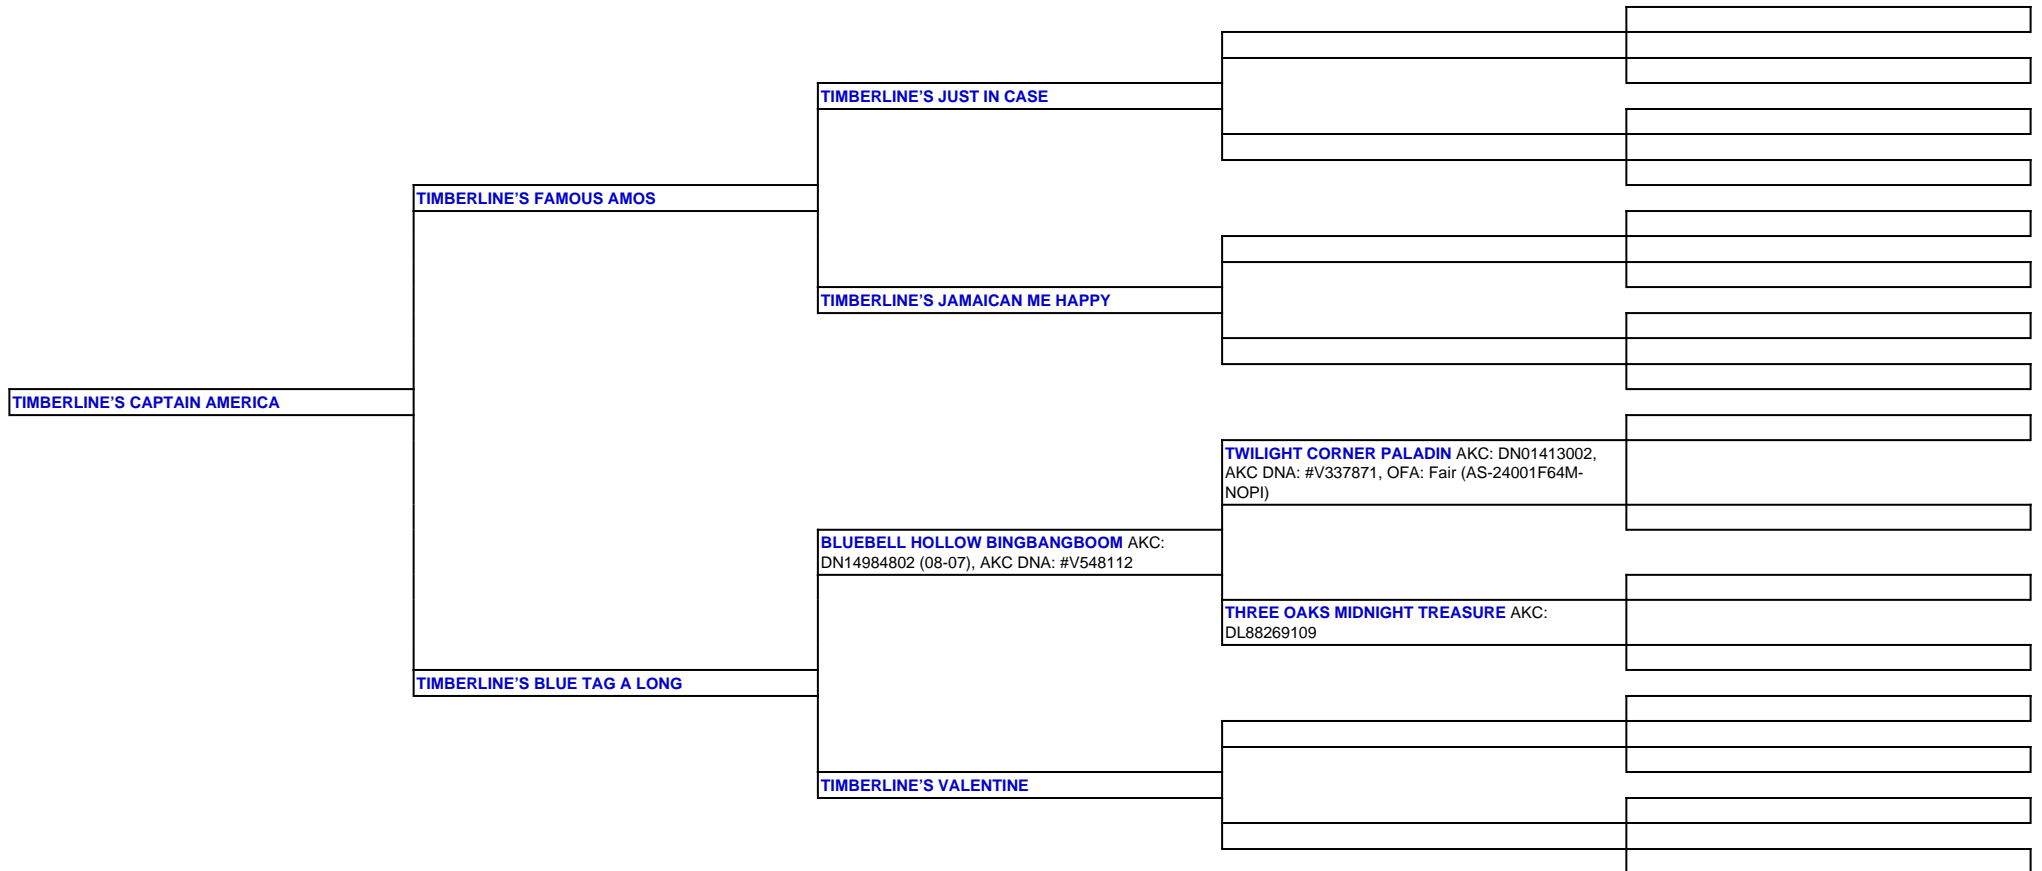 TIMBERLINE’S JUST IN CASE
TIMBERLINE’S FAMOUS AMOS
TIMBERLINE’S JAMAICAN ME HAPPY
TIMBERLINE’S CAPTAIN AMERICA
TWILIGHT CORNER PALADIN AKC: DN01413002,
AKC DNA: #V337871, OFA: Fair (AS-24001F64M-
NOPI)
BLUEBELL HOLLOW BINGBANGBOOM AKC:
DN14984802 (08-07), AKC DNA: #V548112
THREE OAKS MIDNIGHT TREASURE AKC:
DL88269109
TIMBERLINE’S BLUE TAG A LONG
TIMBERLINE’S VALENTINE